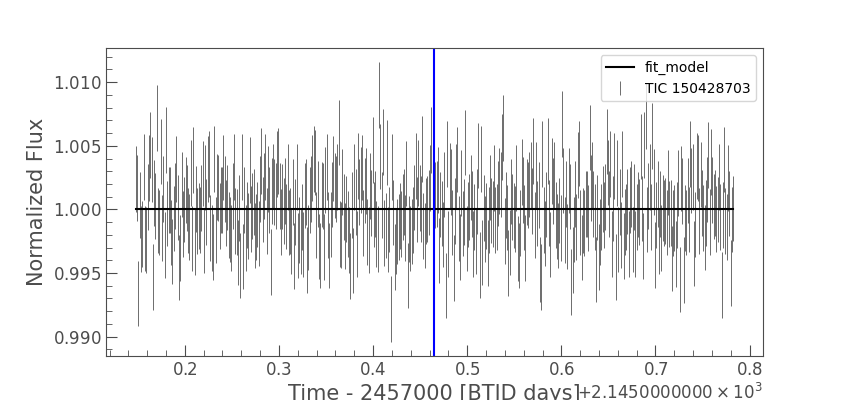 fit_model
TIC 150428703
1.010
1.005
1.000
0.995
0.990
Normalized Flux
0.2 0.3 0.4 0.5 0.6 0.7 0.8
Time - 2457000 [BTJD days]
+2.1450000000 × 10³